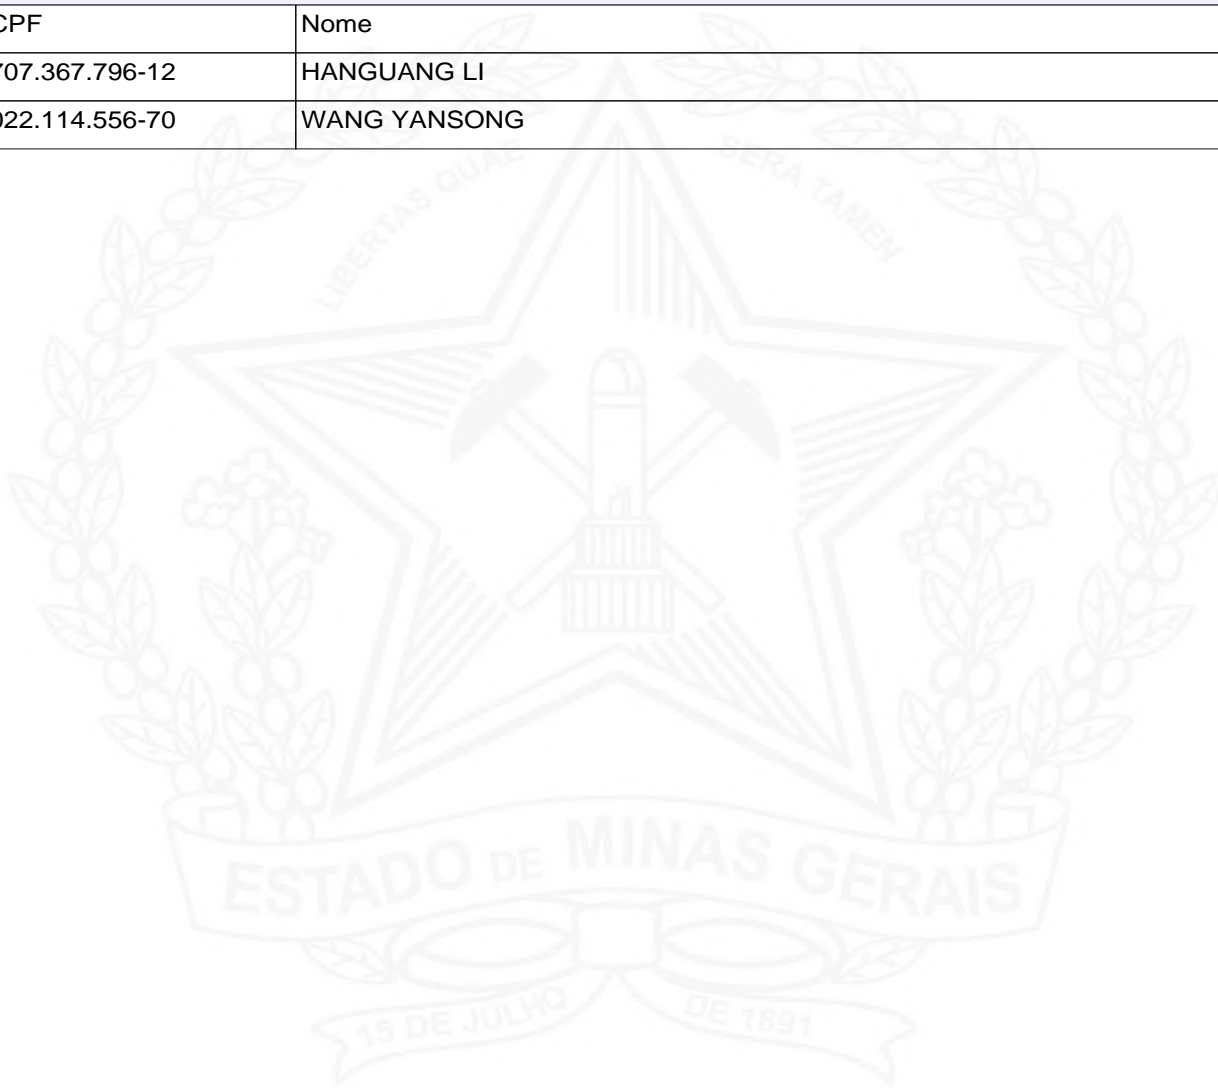 CPF Nome
707.367.796-12 HANGUANG LI
022.114.556-70 WANG YANSONG
LIBERTAS QUAE SERA TAMEN
ESTADO DE MINAS GERAIS
15 DE JULHO DE 1891